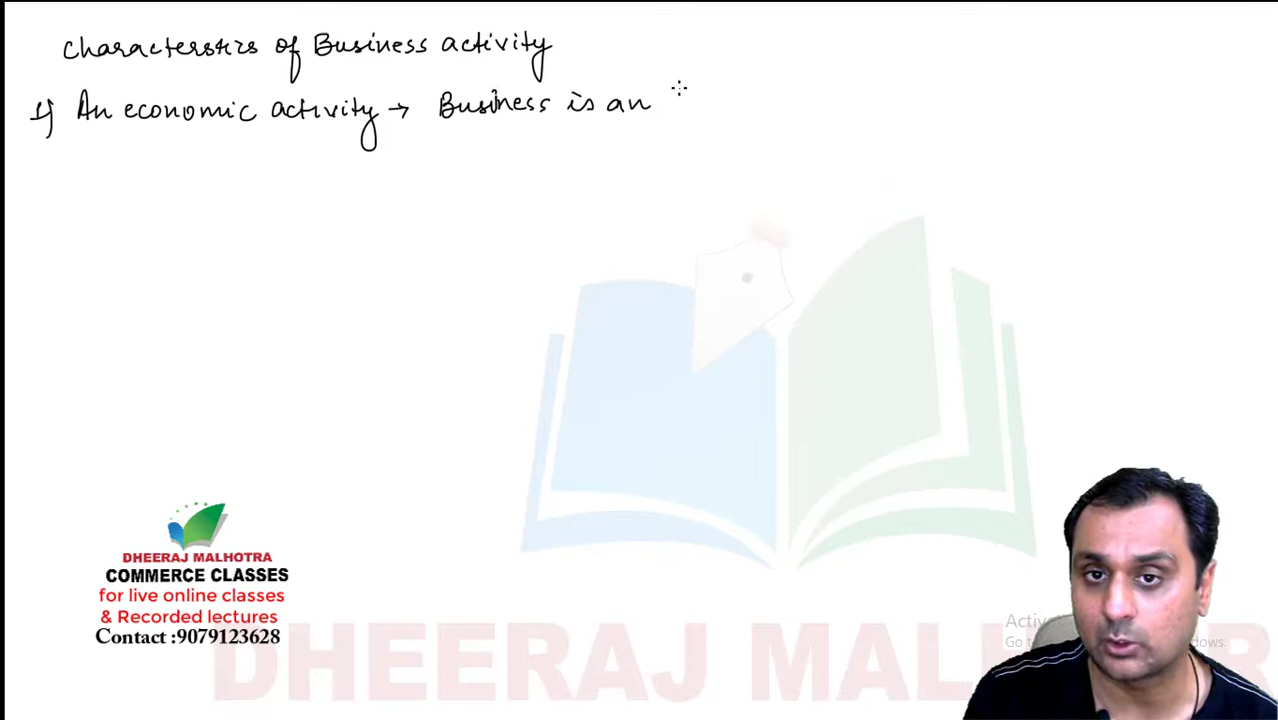 characterstics of Business activity
1) An economic activity → Business is an
DHEERAJ MALHOTRA
COMMERCE CLASSES
for live online classes
& Recorded lectures
Contact :9079123628
DHEERAJ MALHOTR